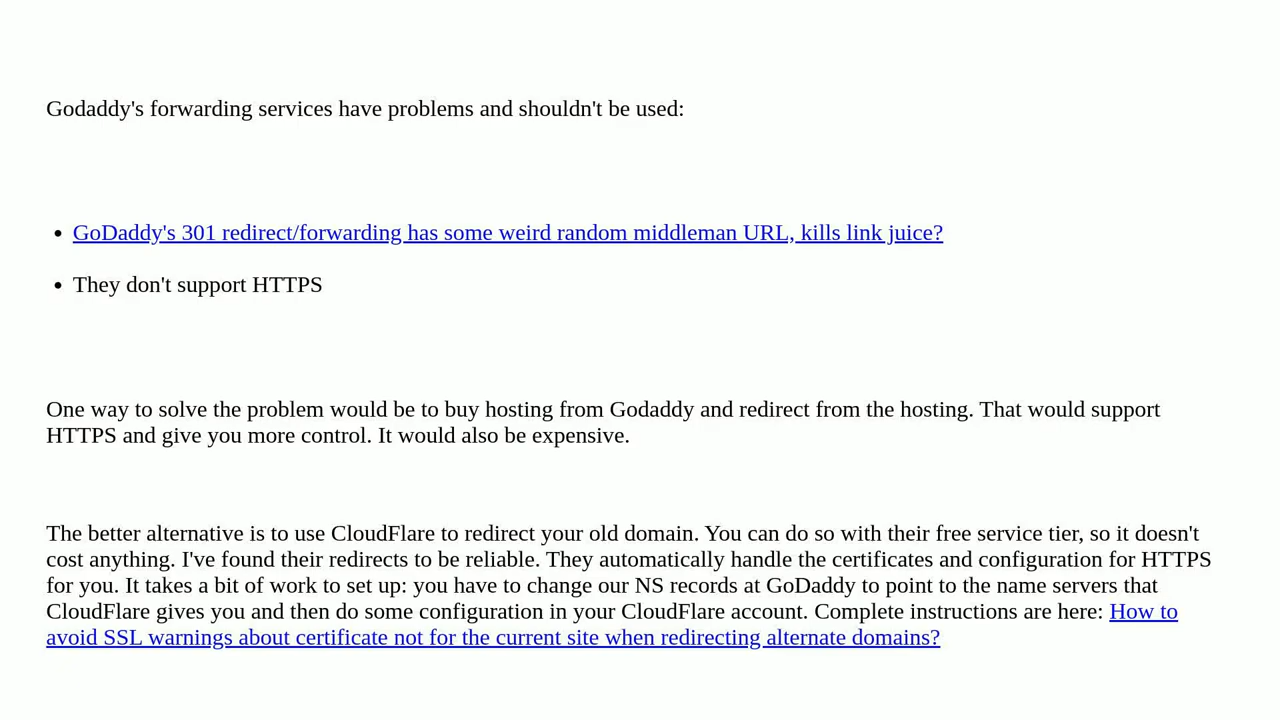 Godaddy's forwarding services have problems and shouldn't be used:
• GoDaddy's 301 redirect/forwarding has some weird random middleman URL, kills link juice?
• They don't support HTTPS
One way to solve the problem would be to buy hosting from Godaddy and redirect from the hosting. That would support
HTTPS and give you more control. It would also be expensive.
The better alternative is to use CloudFlare to redirect your old domain. You can do so with their free service tier, so it doesn't
cost anything. I've found their redirects to be reliable. They automatically handle the certificates and configuration for HTTPS
for you. It takes a bit of work to set up: you have to change our NS records at GoDaddy to point to the name servers that
CloudFlare gives you and then do some configuration in your CloudFlare account. Complete instructions are here: How to
avoid SSL warnings about certificate not for the current site when redirecting alternate domains?